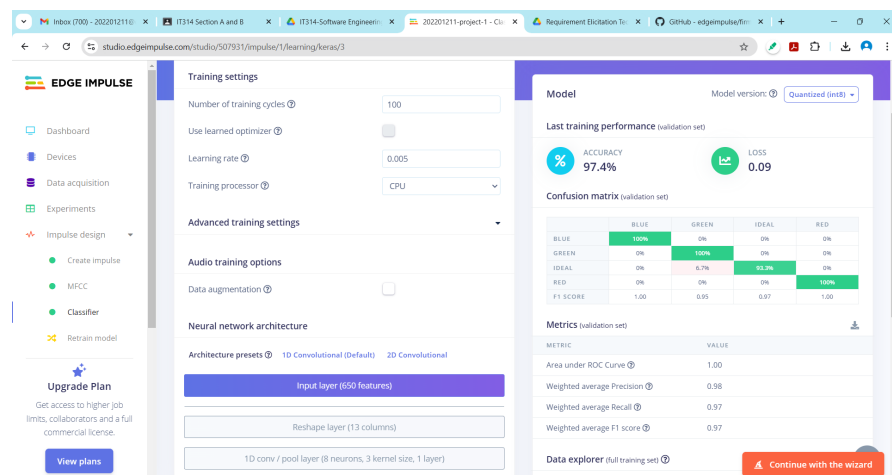 Inbox (700) - 202201211@
IT314 Section A and B
IT314-Software Engineerin
202201211-project-1 - Cla
Requirement Elicitation Te
GitHub - edgeimpulse/fir
studio.edgeimpulse.com/studio/507931/impulse/1/learning/keras/3
EDGE IMPULSE
Dashboard
Devices
Data acquisition
Experiments
Impulse design
Create impulse
MFCC
Classifier
Retrain model
Upgrade Plan
Get access to higher job
limits, collaborators and a full
commercial license.
View plans
Training settings
Number of training cycles 100
Use learned optimizer
Learning rate 0.005
Training processor CPU
Advanced training settings
Audio training options
Data augmentation
Neural network architecture
Architecture presets 1D Convolutional (Default) 2D Convolutional
Input layer (650 features)
Reshape layer (13 columns)
1D conv / pool layer (8 neurons, 3 kernel size, 1 layer)
Model Model version: Quantized (int8)
Last training performance (validation set)
% ACCURACY
97.4%
LOSS
0.09
Confusion matrix (validation set)
BLUE GREEN IDEAL RED
BLUE 100% 0% 0% 0%
GREEN 0% 100% 0% 0%
IDEAL 0% 6.7% 93.3% 0%
RED 0% 0% 0% 100%
F1 SCORE 1.00 0.95 0.97 1.00
Metrics (validation set)
METRIC VALUE
Area under ROC Curve 1.00
Weighted average Precision 0.98
Weighted average Recall 0.97
Weighted average F1 score 0.97
Data explorer (full training set)
Continue with the wizard